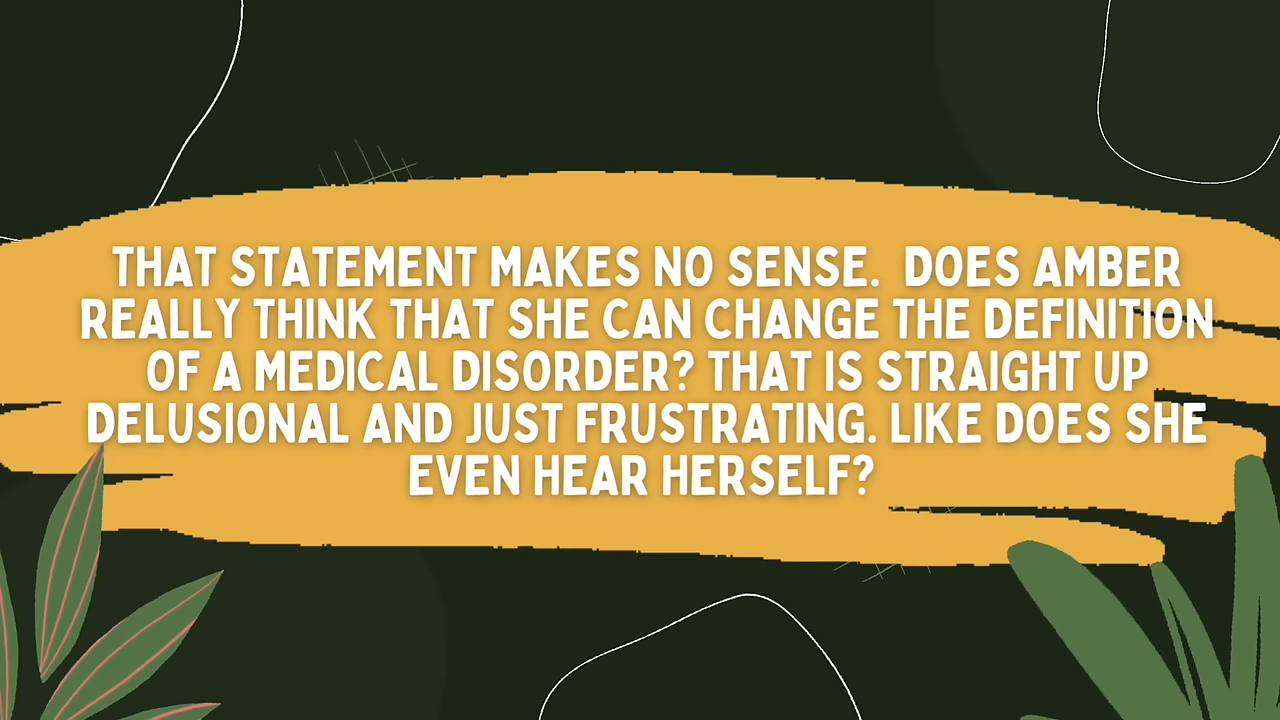 THAT STATEMENT MAKES NO SENSE.  DOES AMBER
REALLY THINK THAT SHE CAN CHANGE THE DEFINITION
OF A MEDICAL DISORDER? THAT IS STRAIGHT UP
DELUSIONAL AND JUST FRUSTRATING. LIKE DOES SHE
EVEN HEAR HERSELF?